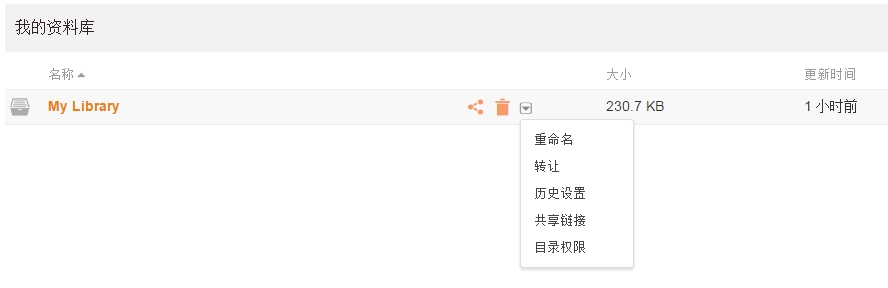 我的资料库
名称 大小 更新时间
My Library 230.7 KB 1 小时前
重命名
转让
历史设置
共享链接
目录权限